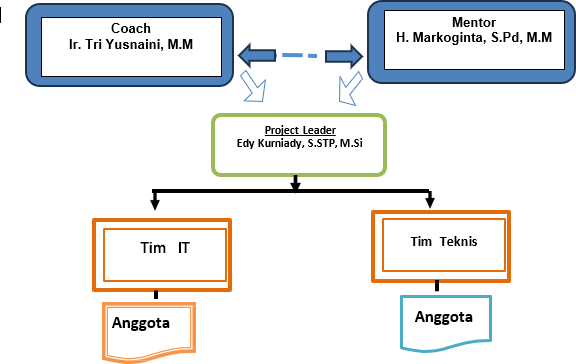 Coach
Ir. Tri Yusnaini, M.M
Mentor
H. Markoginta, S.Pd, M.M
Project Leader
Edy Kurniady, S.STP, M.Si
Tim IT
Tim Teknis
Anggota
Anggota